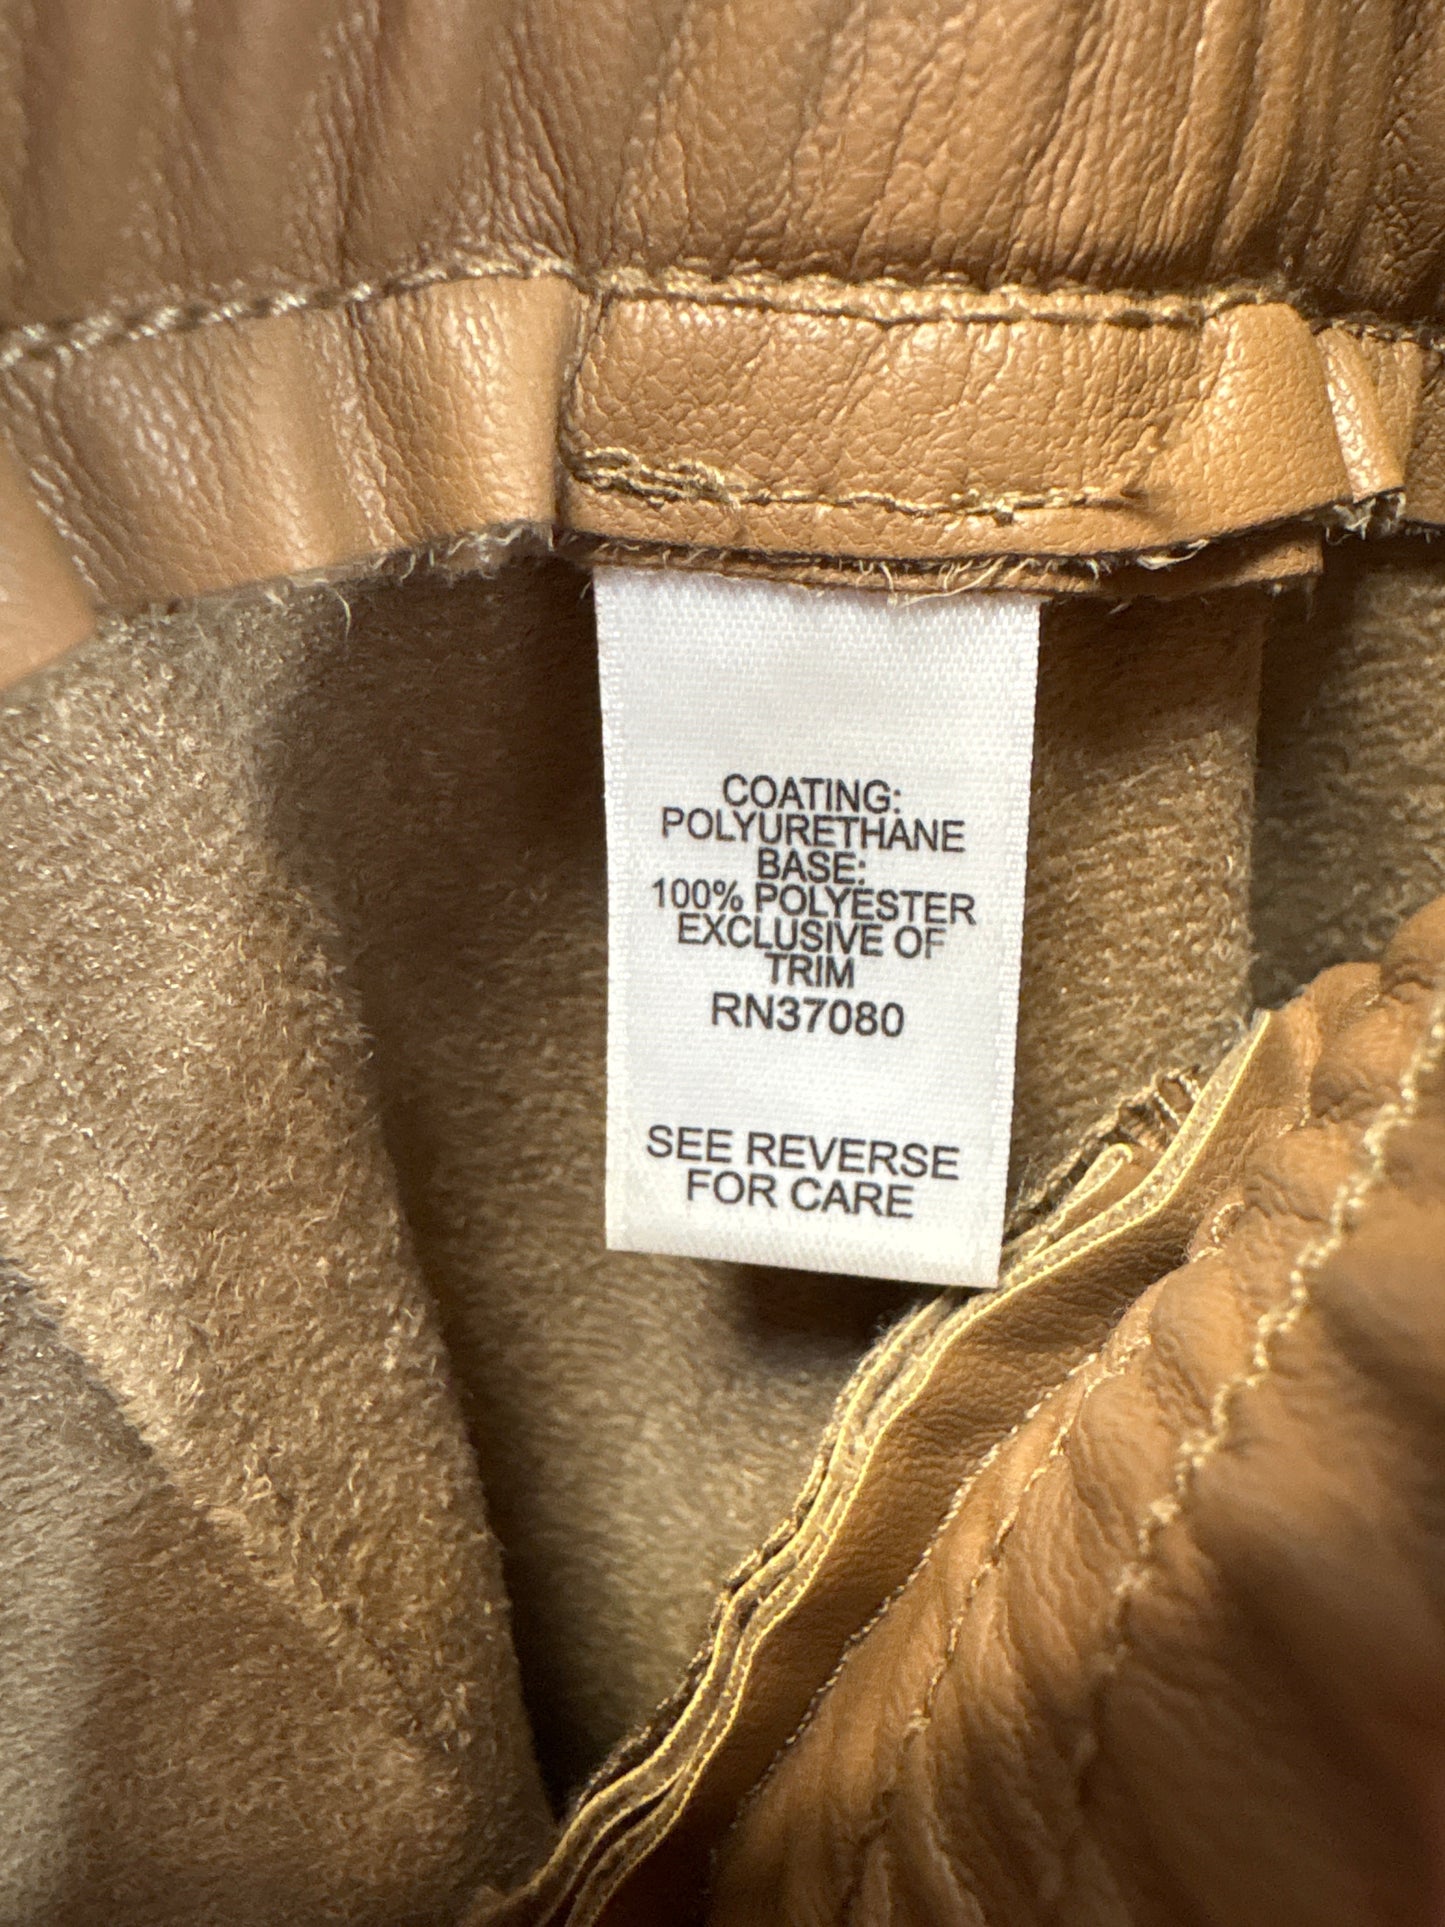 COATING:
POLYURETHANE
BASE:
100% POLYESTER
EXCLUSIVE OF
TRIM
RN37080
SEE REVERSE
FOR CARE